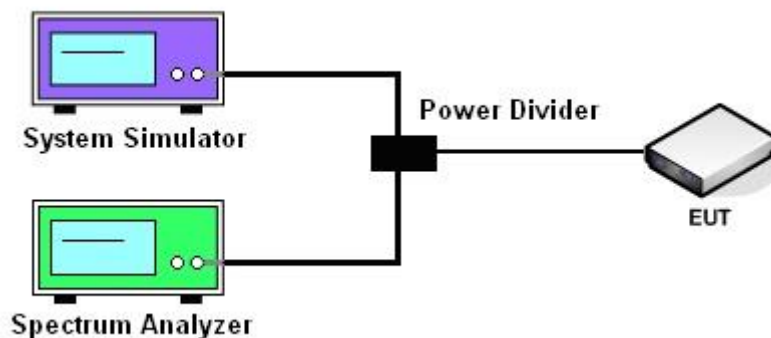 System Simulator
Power Divider
EUT
Spectrum Analyzer